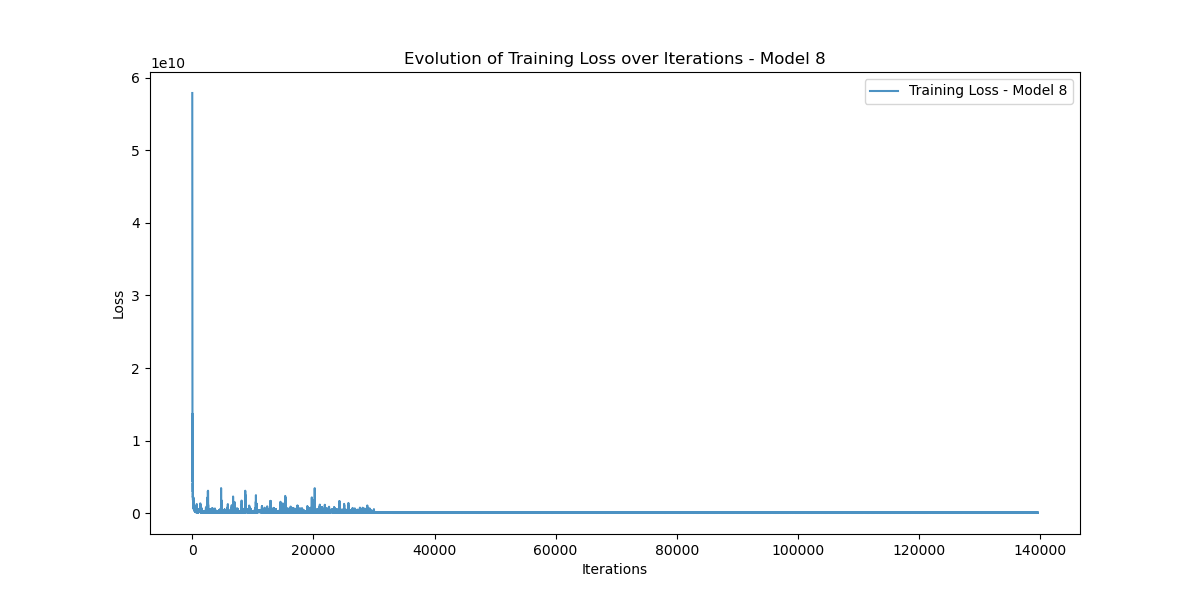 Evolution of Training Loss over Iterations - Model 8
1e10
Training Loss - Model 8
6
5
4
3
2
1
0
Loss
0 20000 40000 60000 80000 100000 120000 140000
Iterations